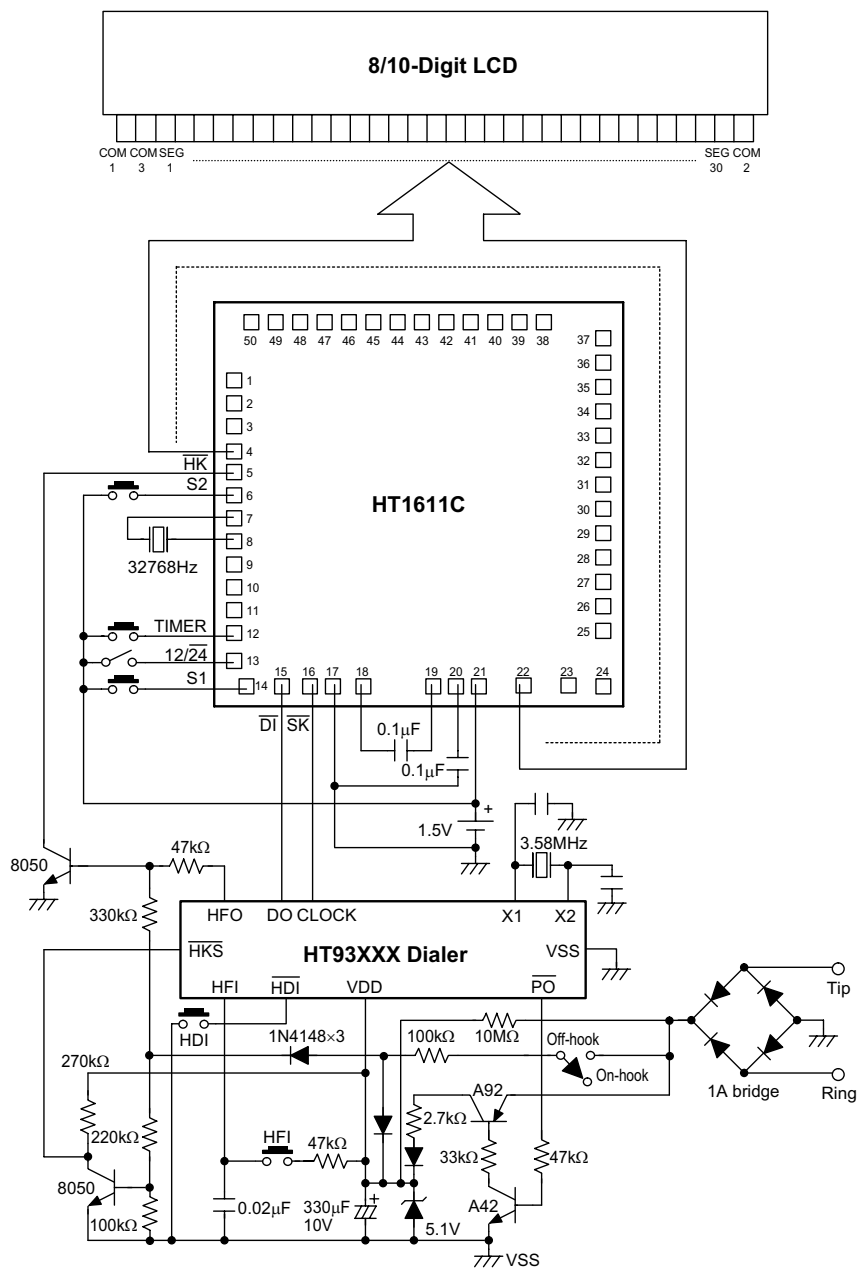 8/10-Digit LCD
COM COM SEG SEG COM
1 3 1 30 2
50 49 48 47 46 45 44 43 42 41 40 39 38
37
36
35
34
33
32
31
30
29
28
27
26
25
1
2
3
4
HK 5
S2 6
7
8
32768Hz
9
10
11
TIMER 12
12/24 13
S1 14
HT1611C
15 16 17 18 19 20 21 22 23 24
DI SK
0.1µF
0.1µF
1.5V +
3.58MHz
8050
47kΩ
330kΩ
HFO DO CLOCK X1 X2
HKS HT93XXX Dialer VSS
HFI HDI VDD PO
HDI
Tip
1N4148×3
100kΩ
10MΩ
Off-hook
On-hook
1A bridge
Ring
270kΩ
A92
2.7kΩ
220kΩ
HFI
47kΩ
33kΩ
47kΩ
8050
A42
100kΩ
0.02µF
330µF +
10V
5.1V
VSS